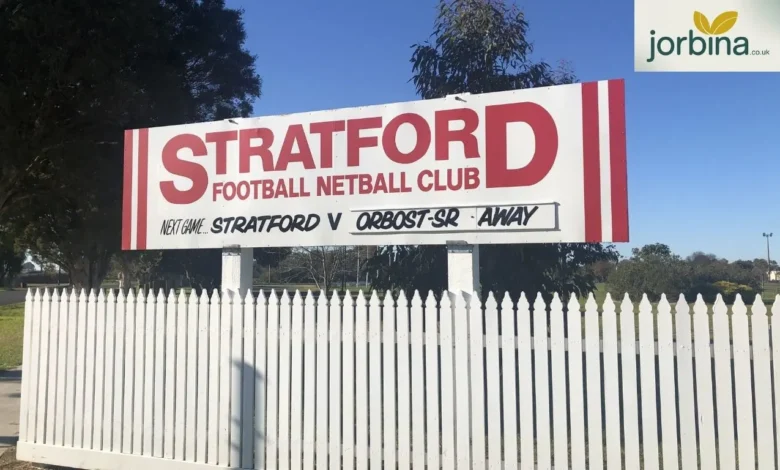 jorbina.co.uk
STRATFORD
FOOTBALL NETBALL CLUB
NEXT GAME... STRATFORD V ORBOST-SR AWAY